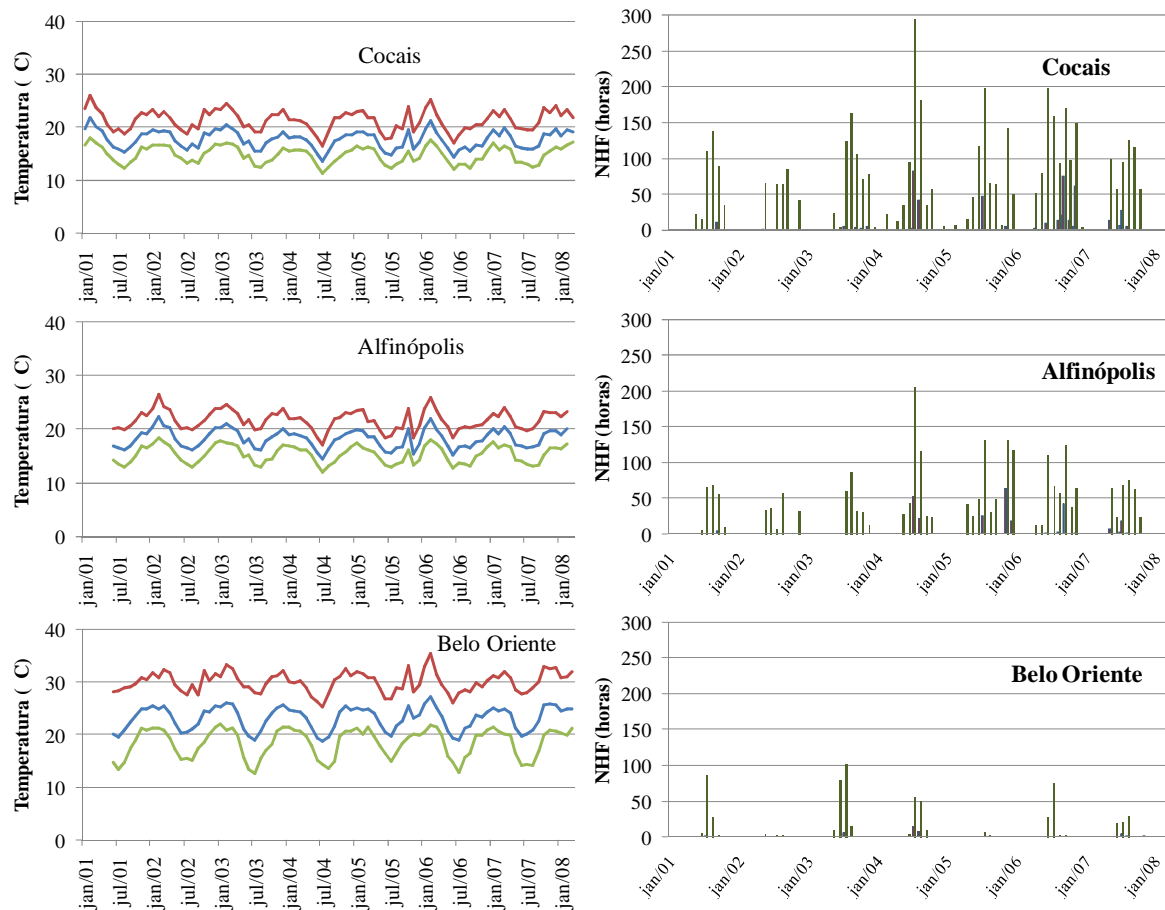 Cocais
Temperatura ( C)
40
30
20
10
0
jan/01
jul/01
jan/02
jul/02
jan/03
jul/03
jan/04
jul/04
jan/05
jul/05
jan/06
jul/06
jan/07
jul/07
jan/08
Cocais
NHF (horas)
300
250
200
150
100
50
0
jan/01
jan/02
jan/03
jan/04
jan/05
jan/06
jan/07
jan/08
Alfinópolis
Temperatura ( C)
40
30
20
10
0
jan/01
jul/01
jan/02
jul/02
jan/03
jul/03
jan/04
jul/04
jan/05
jul/05
jan/06
jul/06
jan/07
jul/07
jan/08
Alfinópolis
NHF (horas)
300
250
200
150
100
50
0
jan/01
jan/02
jan/03
jan/04
jan/05
jan/06
jan/07
jan/08
Belo Oriente
Temperatura ( C)
40
30
20
10
0
jan/01
jul/01
jan/02
jul/02
jan/03
jul/03
jan/04
jul/04
jan/05
jul/05
jan/06
jul/06
jan/07
jul/07
jan/08
Belo Oriente
NHF (horas)
300
250
200
150
100
50
0
jan/01
jan/02
jan/03
jan/04
jan/05
jan/06
jan/07
jan/08